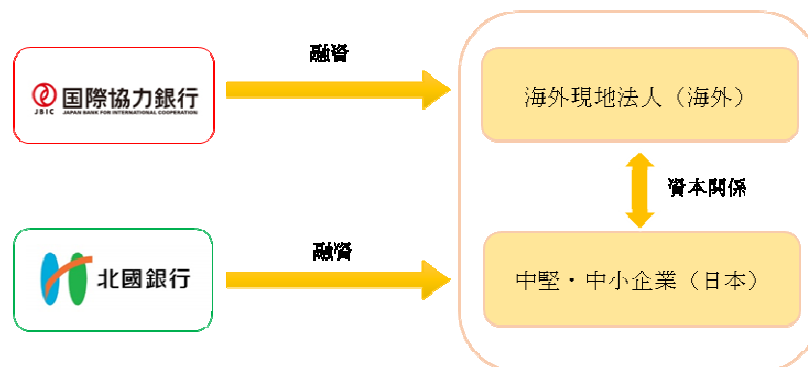 融資
国際協力銀行
JBIC
JAPAN BANK FOR INTERNATIONAL COOPERATION
海外現地法人（海外）
資本関係
融資
北國銀行
中堅・中小企業（日本）